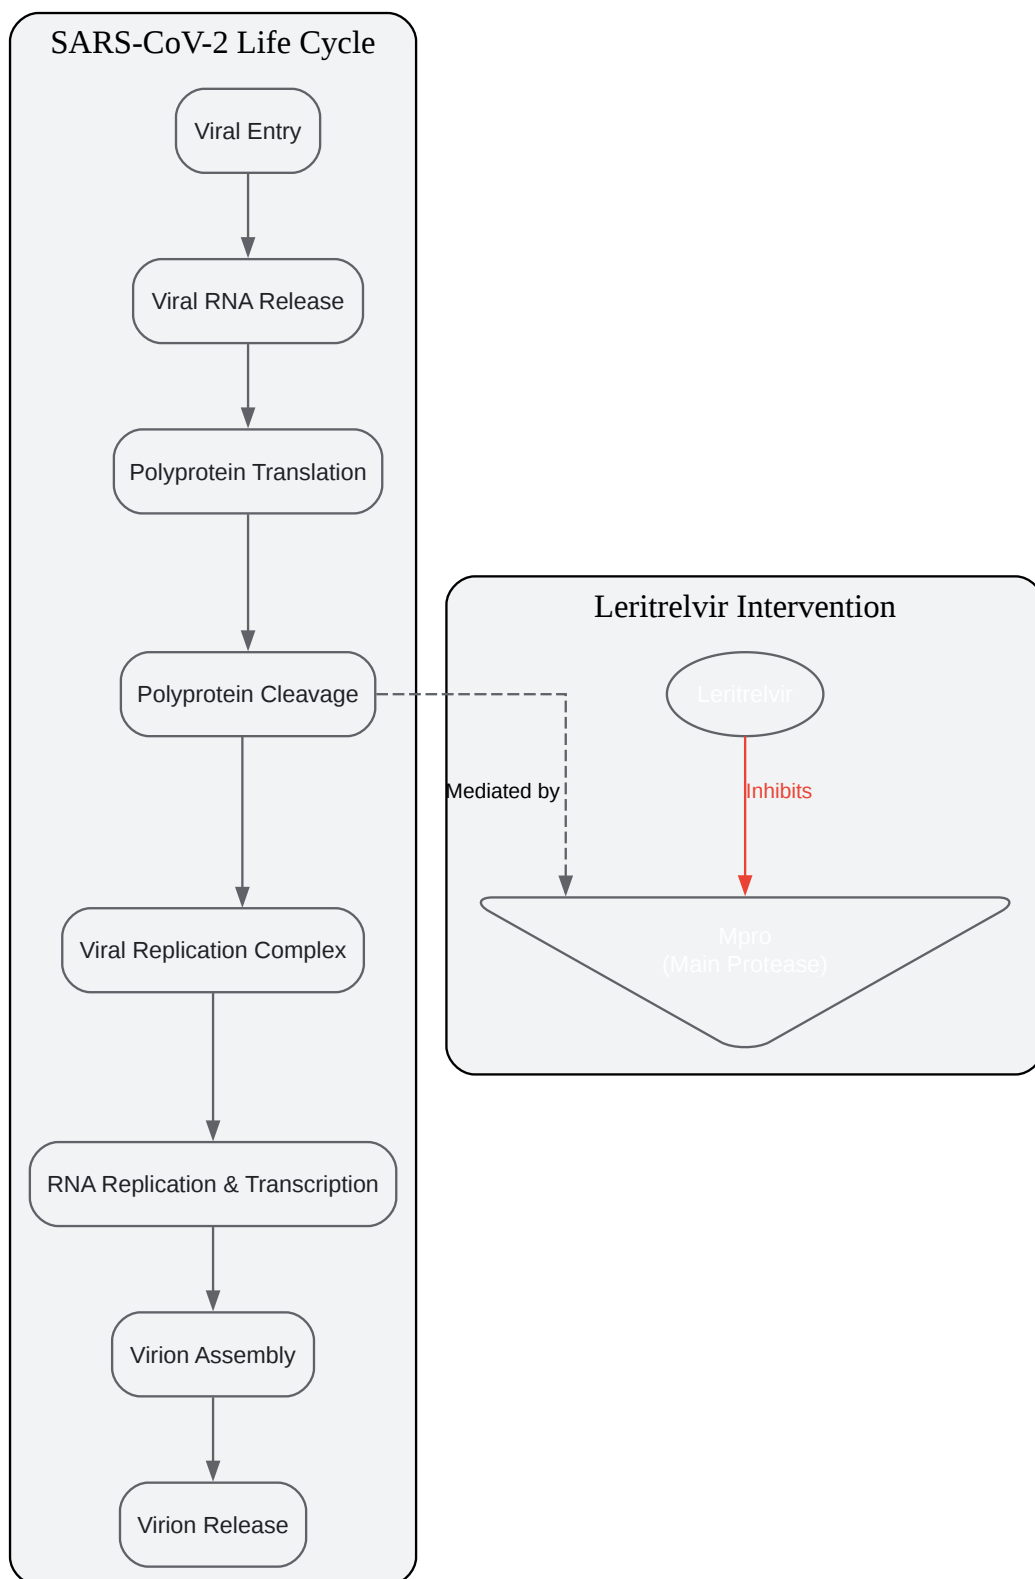 SARS-CoV-2 Life Cycle
Viral Entry
Viral RNA Release
Polyprotein Translation
Polyprotein Cleavage
Viral Replication Complex
RNA Replication & Transcription
Virion Assembly
Virion Release
Leritrelvir Intervention
Leritrelvir
Mediated by
Inhibits
Mpro
(Main Protease)